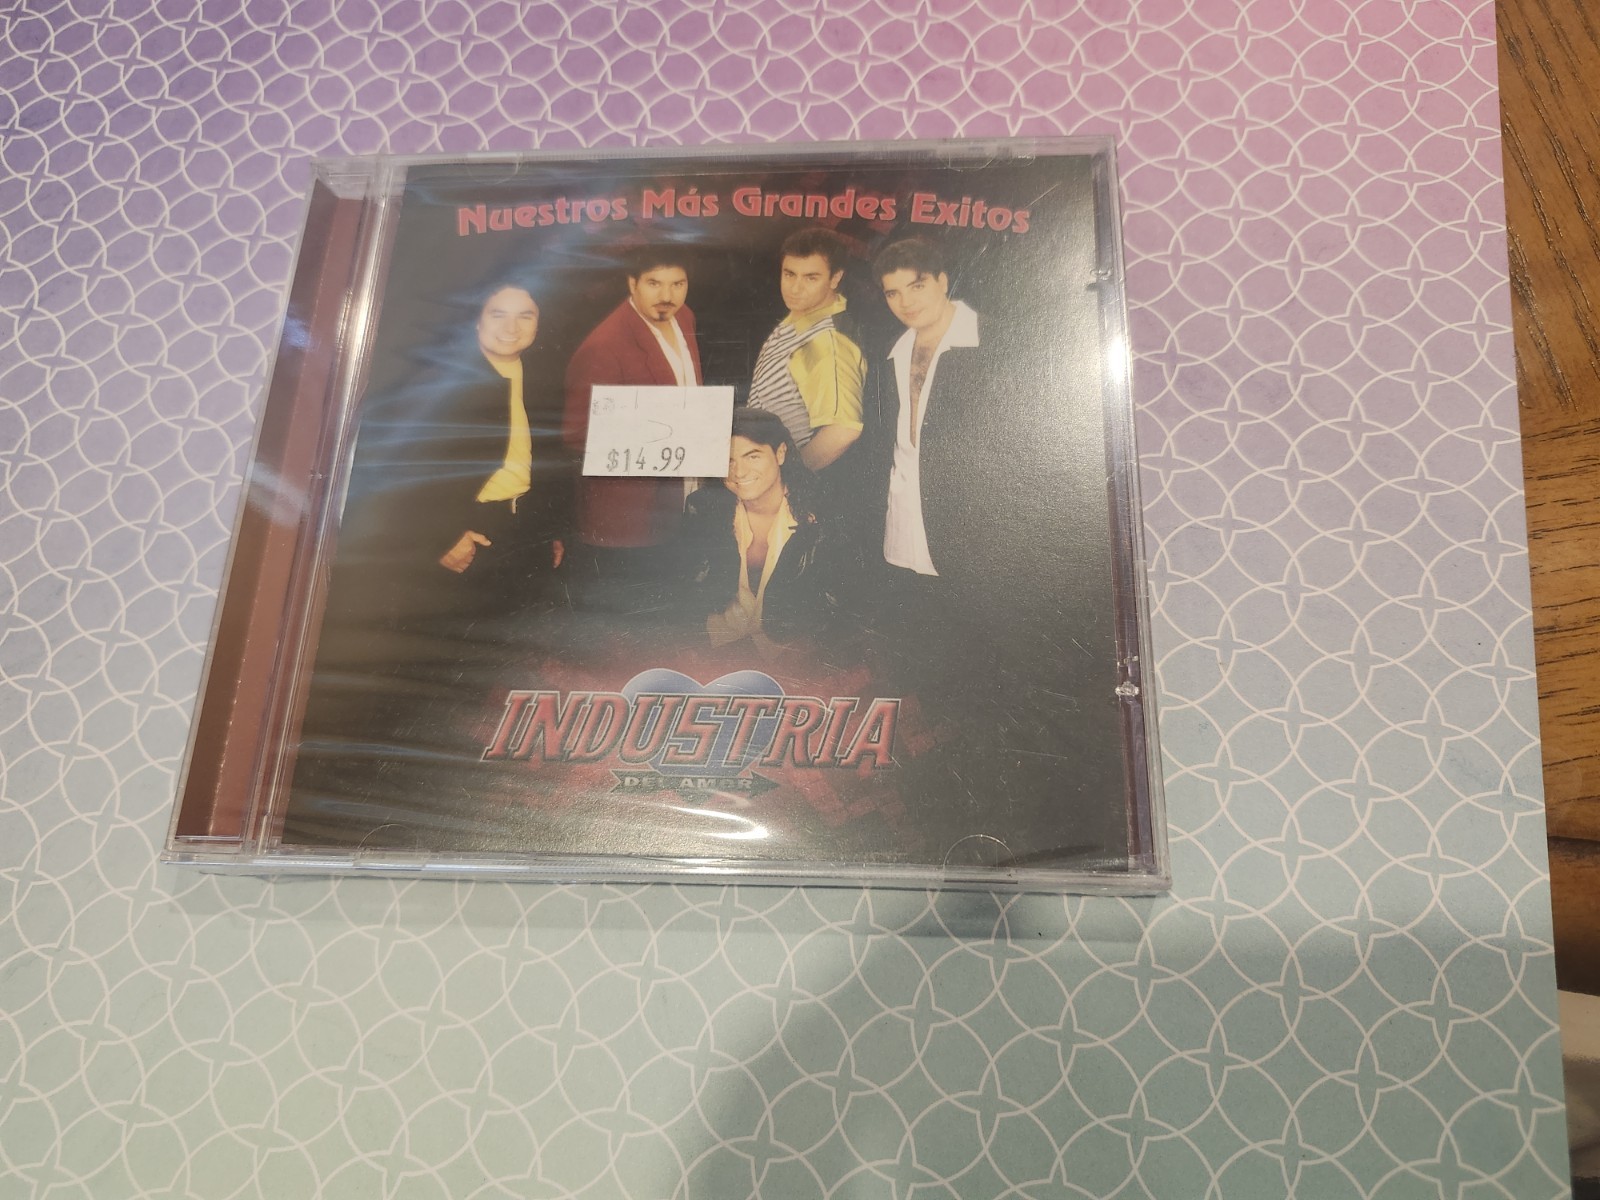 Nuestros Más Grandes Exitos
$14.99
INDUSTRIA
DEL AMOR